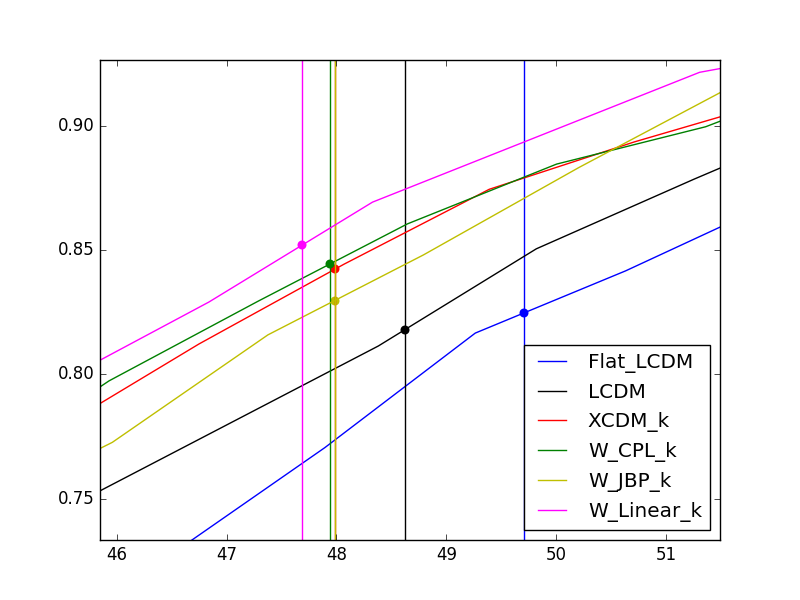 0.90
0.85
0.80
0.75
46 47 48 49 50 51
Flat_LCDM
LCDM
XCDM_k
W_CPL_k
W_JBP_k
W_Linear_k